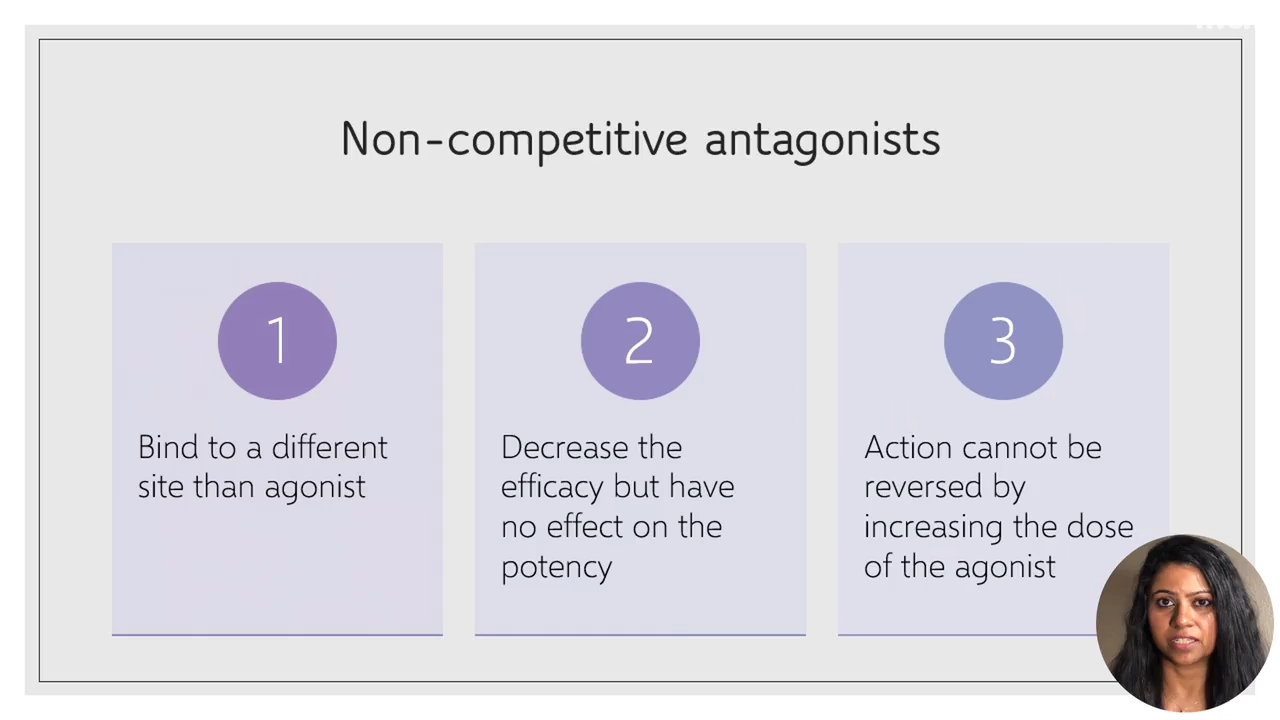 Non-competitive antagonists
1
Bind to a different
site than agonist
2
Decrease the
efficacy but have
no effect on the
potency
3
Action cannot be
reversed by
increasing the dose
of the agonist